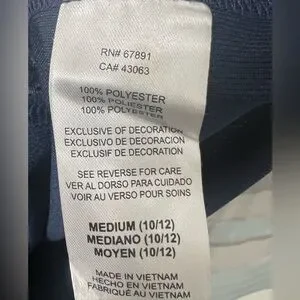 RN# 67891
CA# 43063
100% POLYESTER
100% POLIESTER
100% POLYESTER
EXCLUSIVE OF DECORATION
EXCLUSIVO DE DECORACION
EXCLUSIF DE DECORATION
SEE REVERSE FOR CARE
VER AL DORSO PARA CUIDADO
VOIR AU VERSO POUR SOINS
MEDIUM (10/12)
MEDIANO (10/12)
MOYEN (10/12)
MADE IN VIETNAM
HECHO EN VIETNAM
FABRIQUÉ AU VIETNAM